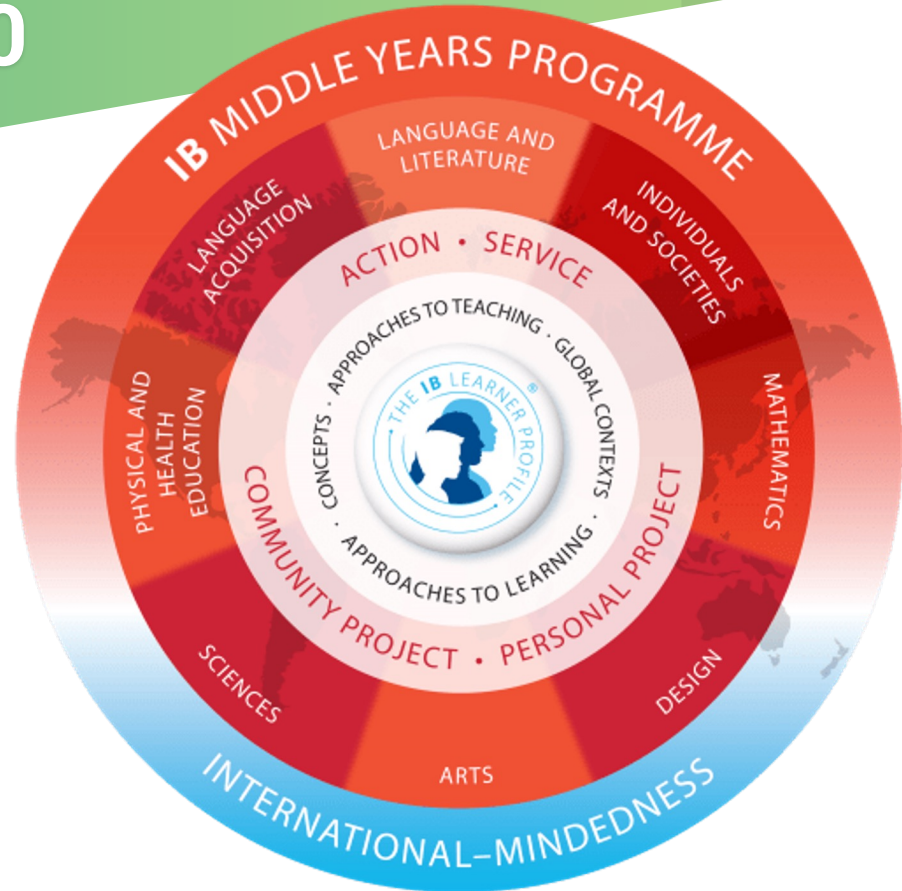 0
IB MIDDLE YEARS PROGRAMME
LANGUAGE AND
LITERATURE
INDIVIDUALS
AND SOCIETIES
MATHEMATICS
DESIGN
ARTS
SCIENCES
PHYSICAL AND
HEALTH
EDUCATION
LANGUAGE
ACQUISITION
ACTION • SERVICE
COMMUNITY PROJECT • PERSONAL PROJECT
CONCEPTS · APPROACHES TO TEACHING · GLOBAL CONTEXTS ·
· APPROACHES TO LEARNING
THE IB LEARNER PROFILE ®
INTERNATIONAL–MINDEDNESS